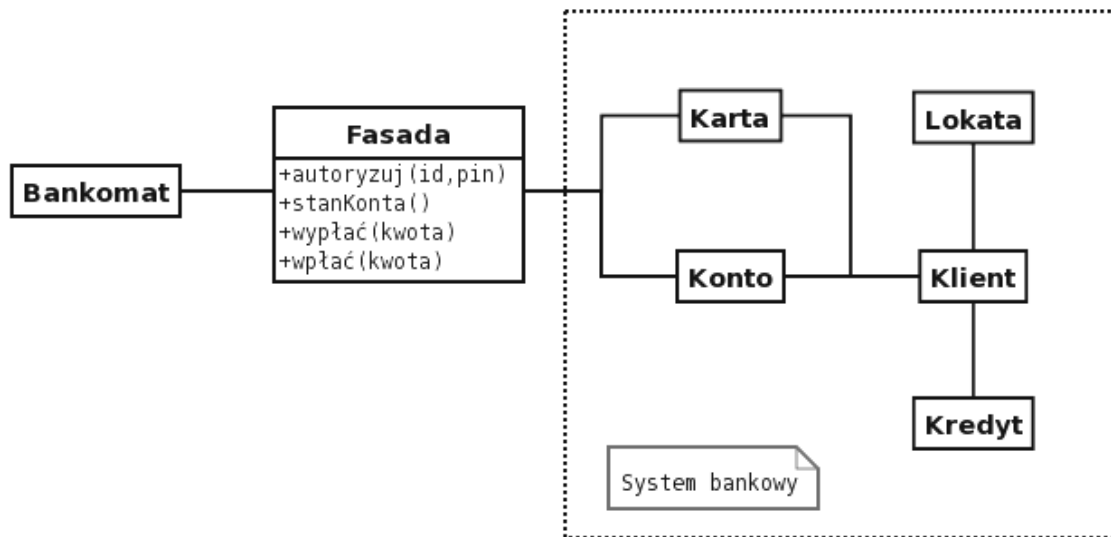 Bankomat
Fasada
+autoryzuj(id,pin)
+stanKonta()
+wypłać(kwota)
+wpłać(kwota)
Karta
Lokata
Konto
Klient
Kredyt
System bankowy